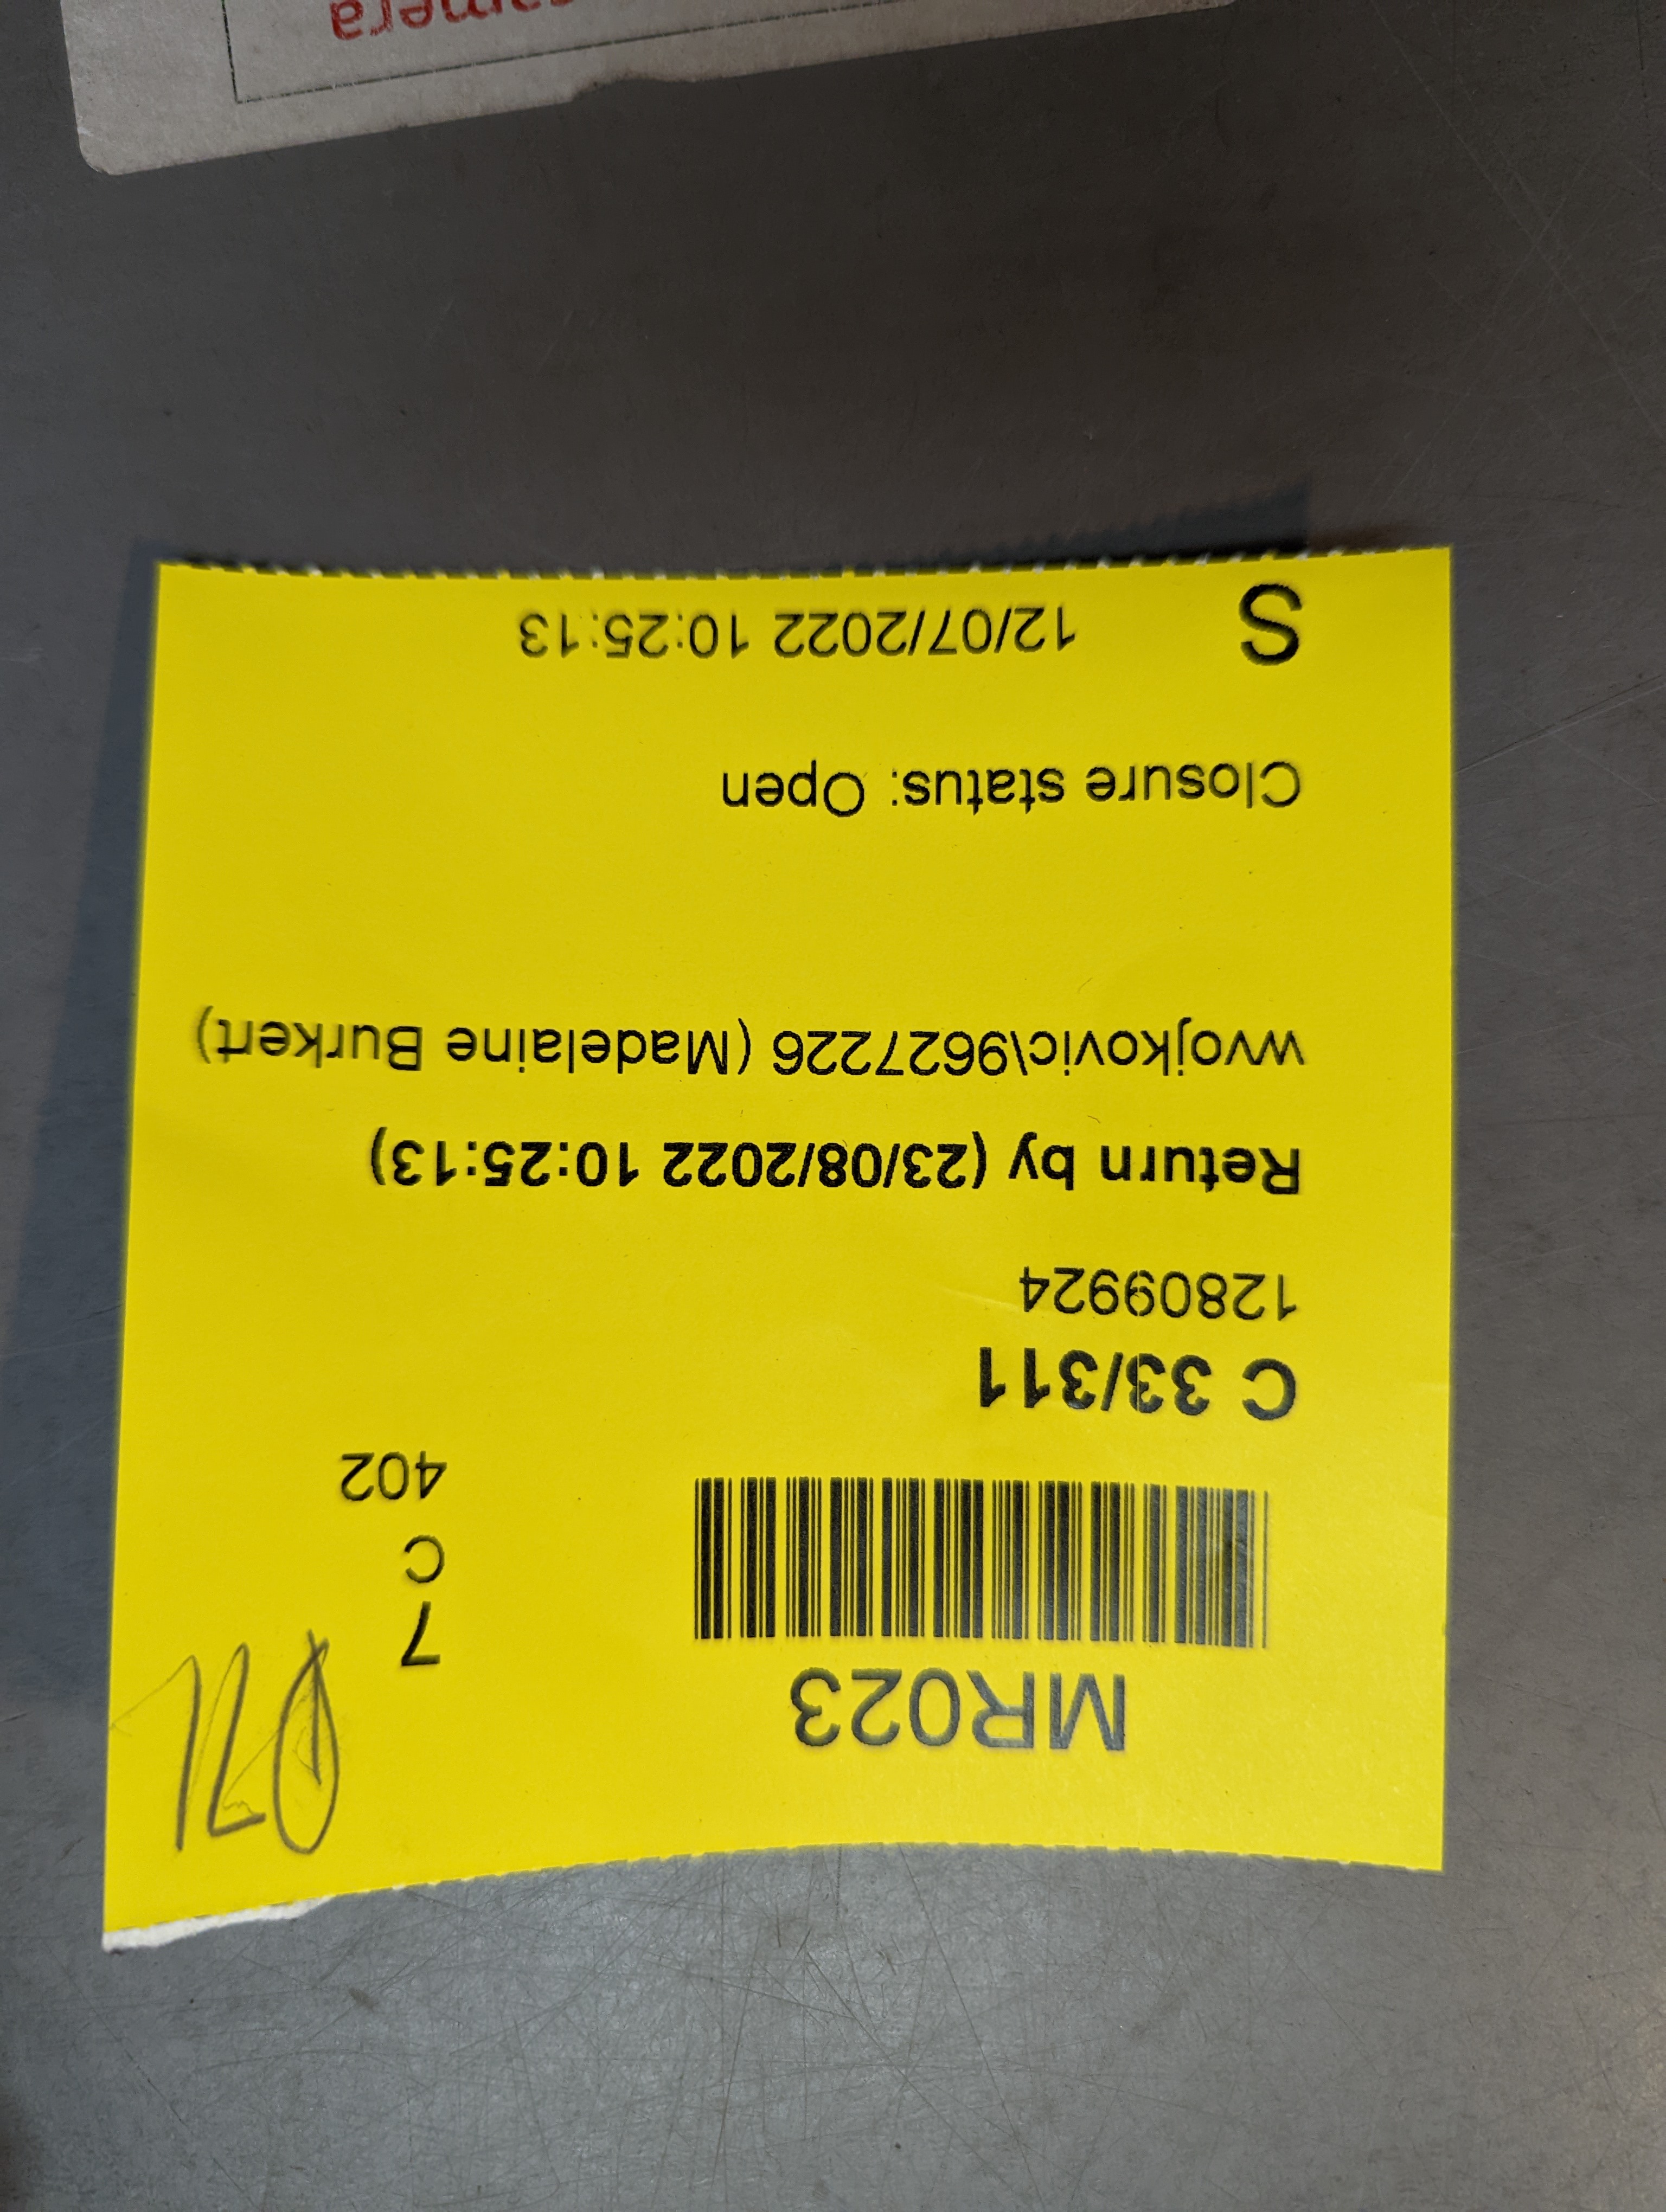 MR023
7
C
402
C 33/311
12809924
Return by (23/08/2022 10:25:13)
wvojkovic\9627226 (Madelaine Burkert)
Closure status: Open
S 12/07/2022 10:25:13